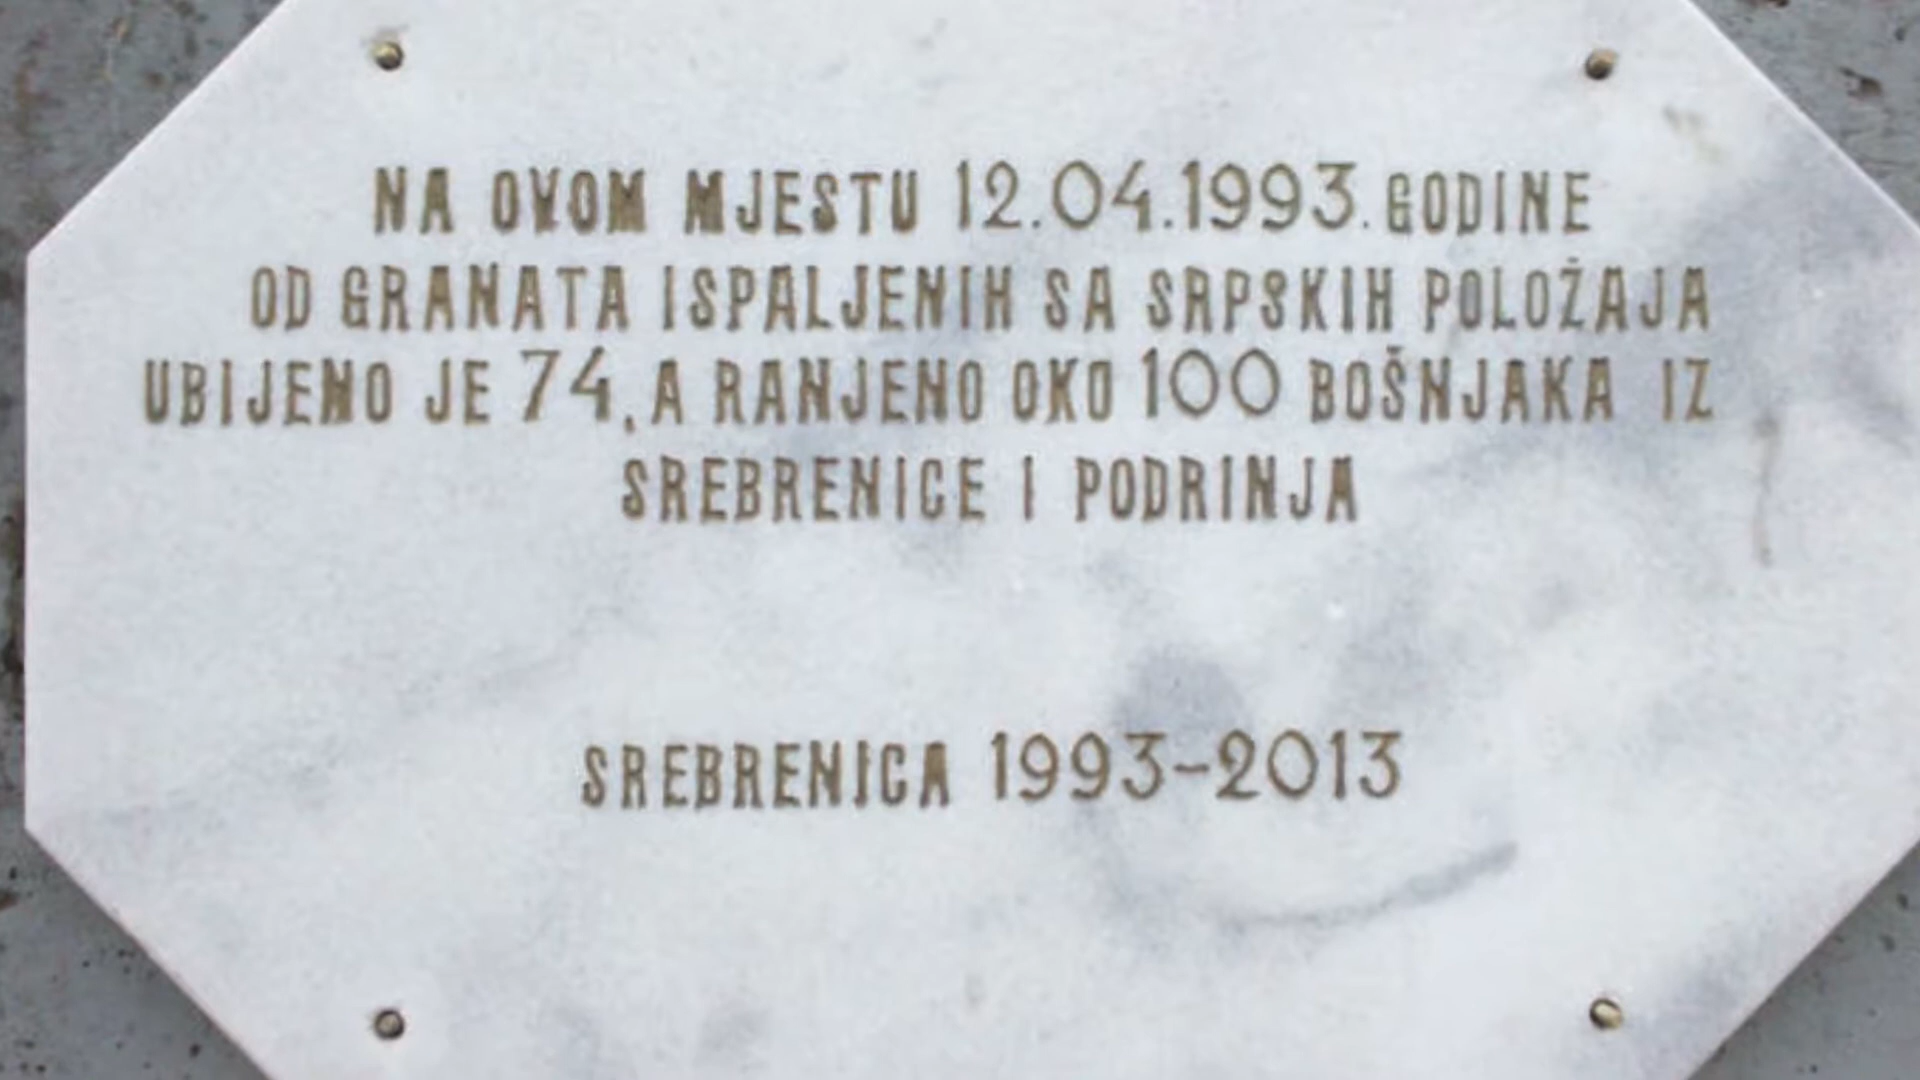 NA OVOM MJESTU 12.04.1993. GODINE
OD GRANATA ISPALJENIH SA SRPSKIH POLOŽAJA
UBIJENO JE 74, A RANJENO OKO 100 BOŠNJAKA IZ
SREBRENICE I PODRINJA
SREBRENICA 1993-2013